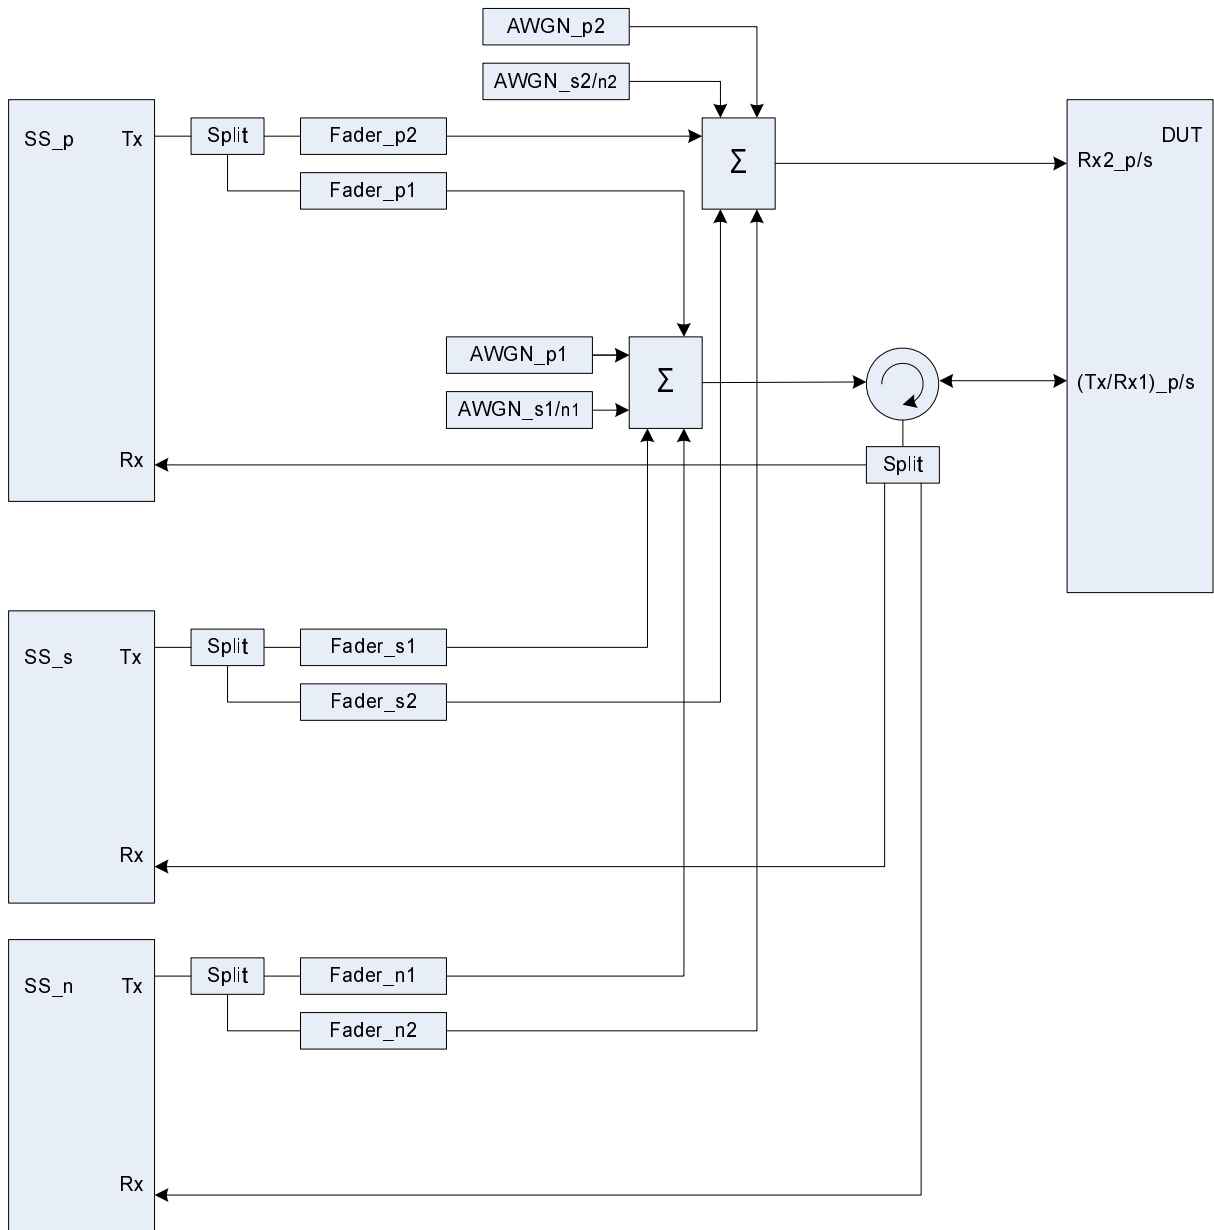 AWGN_p2
AWGN_s2/n2
SS_p
Tx
Split
Fader_p2
Σ
DUT
Rx2_p/s
Fader_p1
AWGN_p1
Σ
(Tx/Rx1)_p/s
AWGN_s1/n1
Rx
Split
SS_s
Tx
Split
Fader_s1
Fader_s2
Rx
SS_n
Tx
Split
Fader_n1
Fader_n2
Rx